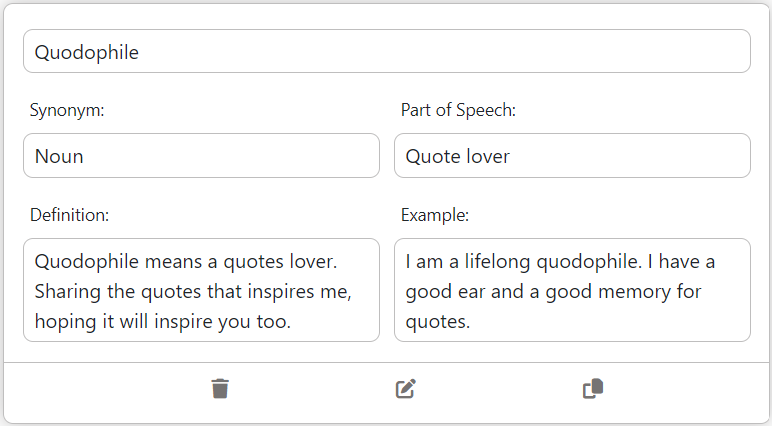 Quodophile
Synonym:
Part of Speech:
Noun
Quote lover
Definition:
Example:
Quodophile means a quotes lover.
Sharing the quotes that inspires me,
hoping it will inspire you too.
I am a lifelong quodophile. I have a
good ear and a good memory for
quotes.